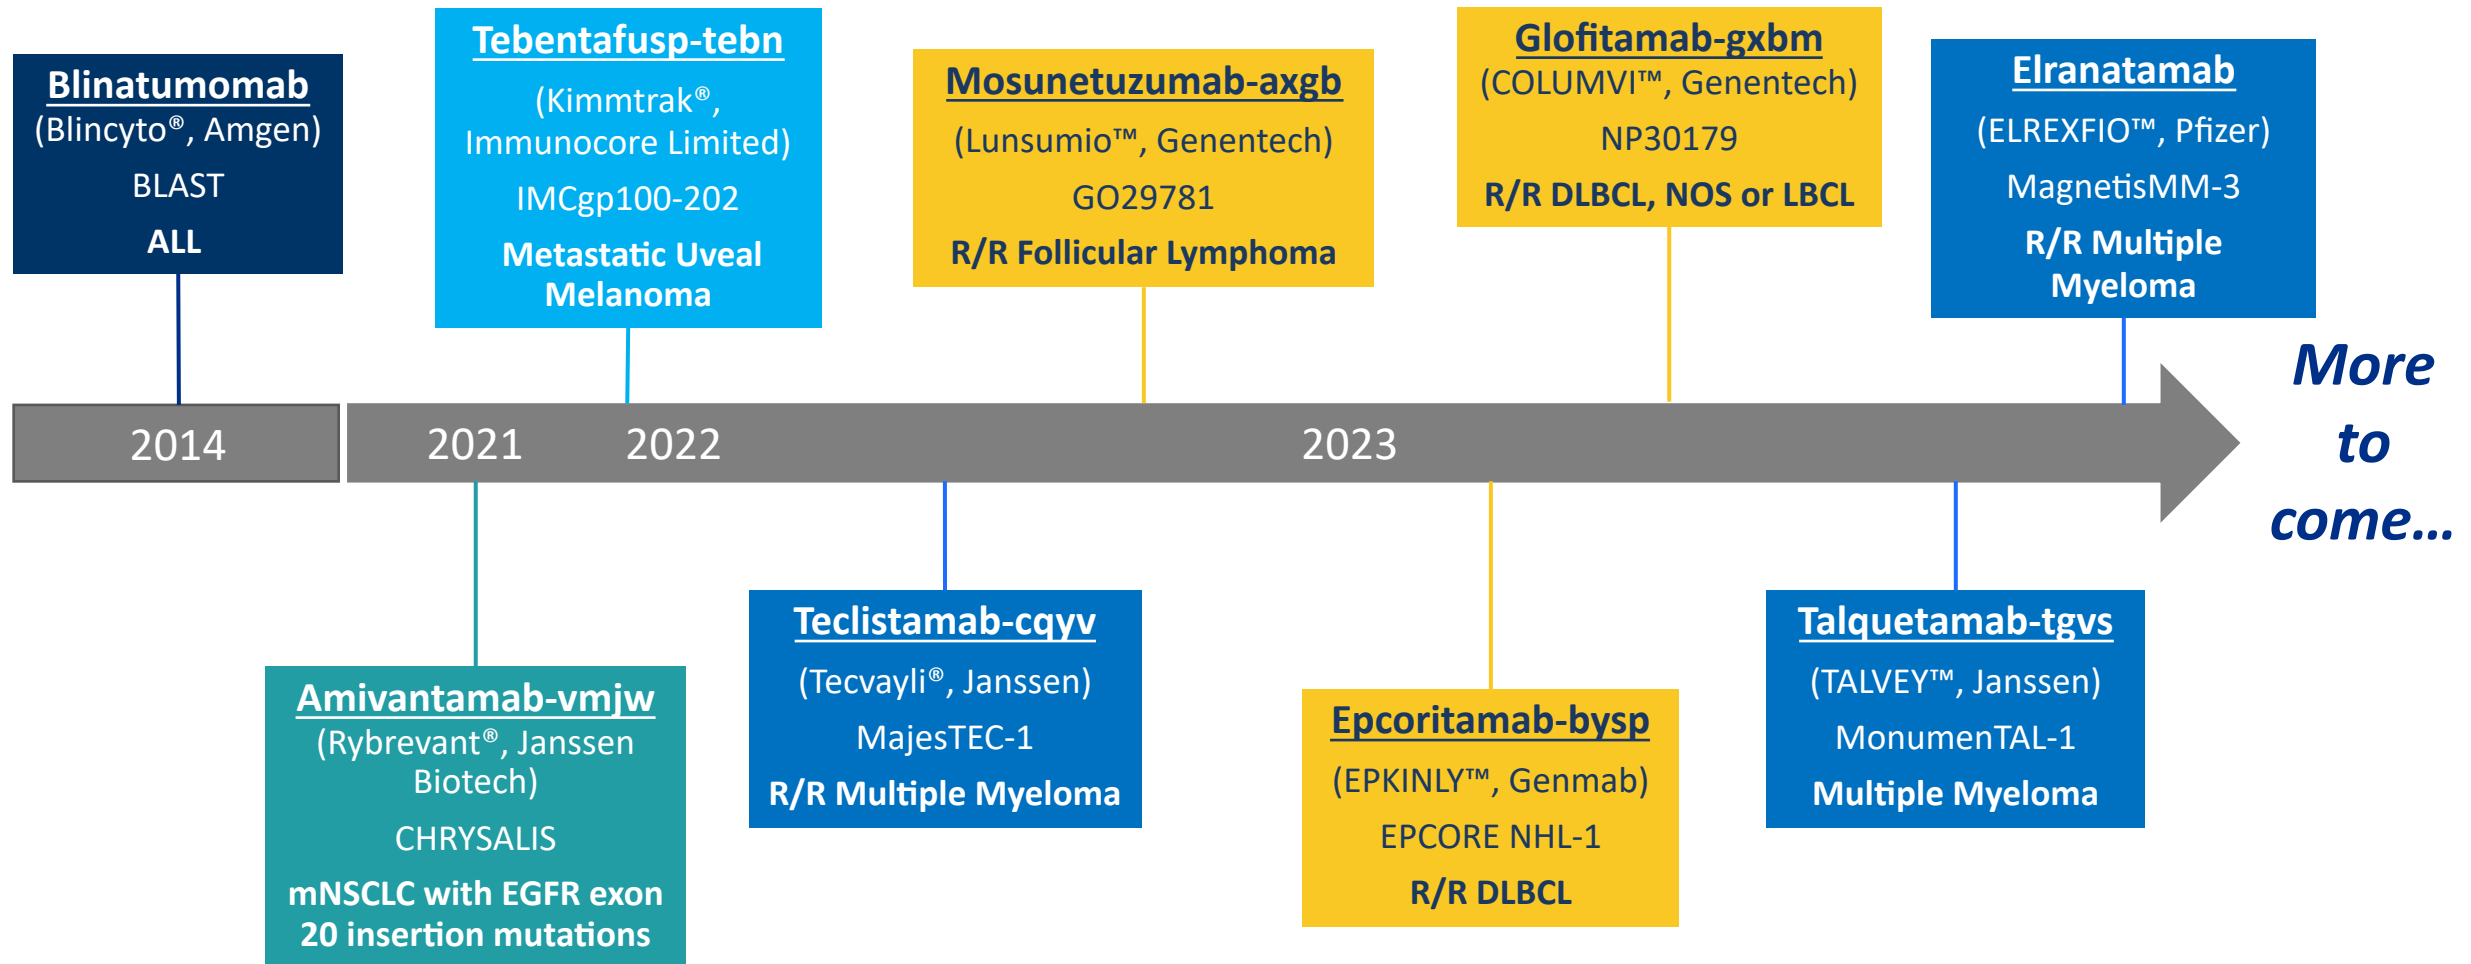 Blinatumomab
(Blincyto®, Amgen)
BLAST
ALL
Tebentafusp-tebn
(Kimmtrak®,
Immunocore Limited)
IMCgp100-202
Metastatic Uveal
Melanoma
Mosunetuzumab-axgb
(Lunsumio™, Genentech)
GO29781
R/R Follicular Lymphoma
Glofitamab-gxbm
(COLUMVI™, Genentech)
NP30179
R/R DLBCL, NOS or LBCL
Elranatamab
(ELREXFIO™, Pfizer)
MagnetisMM-3
R/R Multiple
Myeloma
2014
2021
2022
2023
More
to
come...
Amivantamab-vmjw
(Rybrevant®, Janssen
Biotech)
CHRYSALIS
mNSCLC with EGFR exon
20 insertion mutations
Teclistamab-cqyv
(Tecvayli®, Janssen)
MajesTEC-1
R/R Multiple Myeloma
Epcoritamab-bysp
(EPKINLY™, Genmab)
EPCORE NHL-1
R/R DLBCL
Talquetamab-tgvs
(TALVEY™, Janssen)
MonumenTAL-1
Multiple Myeloma